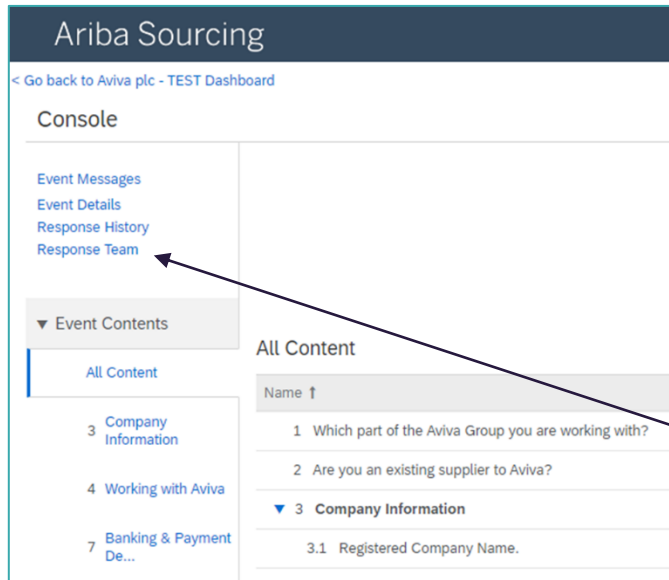 Ariba Sourcing
< Go back to Aviva plc - TEST Dashboard
Console
Event Messages
Event Details
Response History
Response Team
▼ Event Contents
All Content
3 Company
Information
4 Working with Aviva
7 Banking & Payment
De...
All Content
Name ↑
1 Which part of the Aviva Group you are working with?
2 Are you an existing supplier to Aviva?
▼ 3 Company Information
3.1 Registered Company Name.